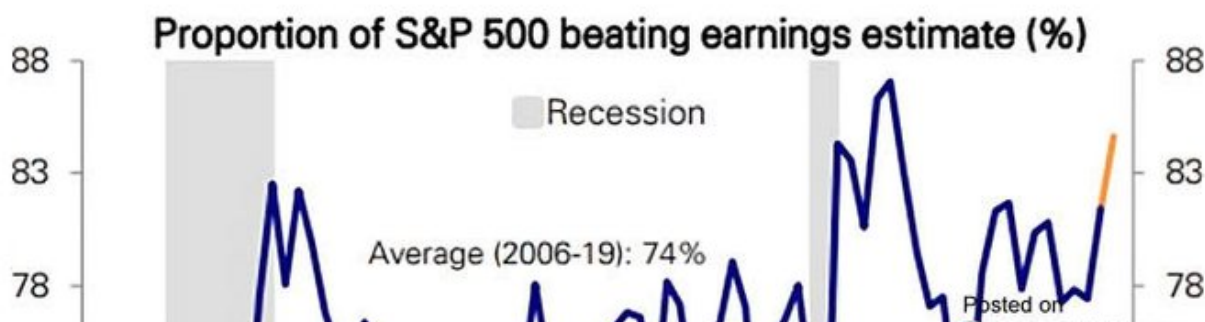 Proportion of S&P 500 beating earnings estimate (%)
88 88
Recession
83 83
Average (2006-19): 74%
78 78
Posted on